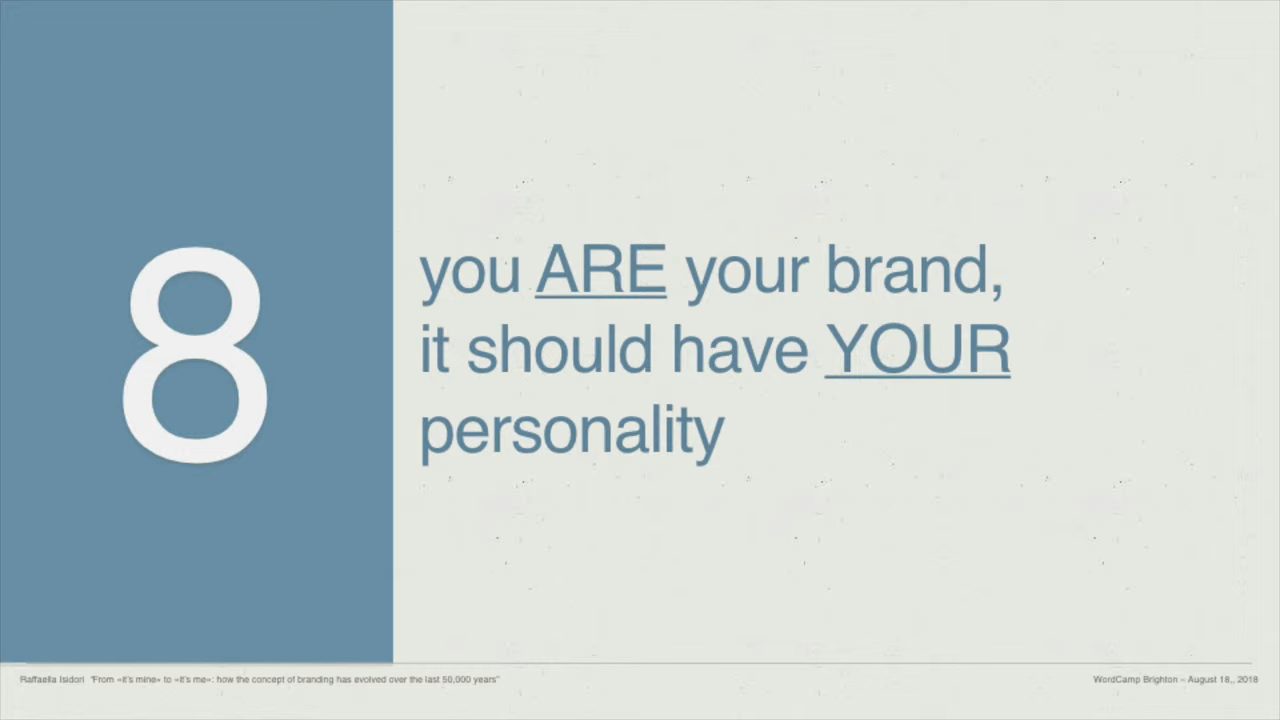 8
you ARE your brand,
it should have YOUR
personality
Raffaella Isidori "From «it's mine» to «it's me»: how the concept of branding has evolved over the last 50,000 years"
WordCamp Brighton – August 18,, 2018